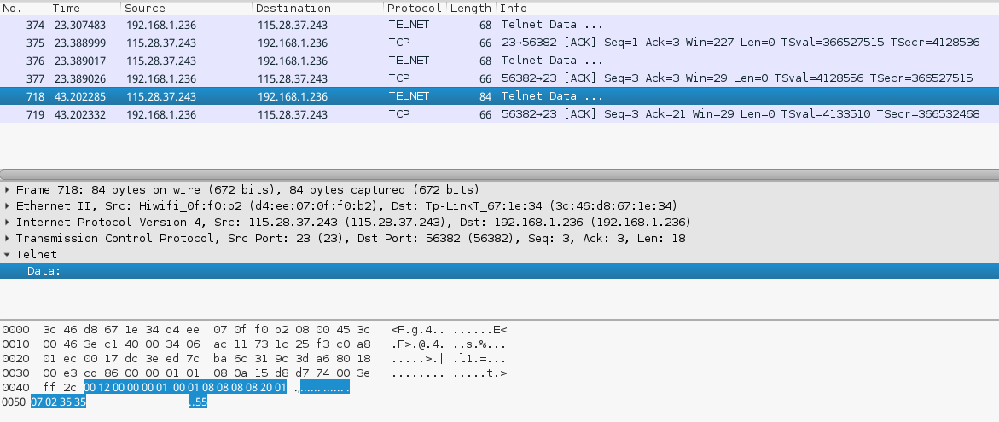 No. Time Source Destination Protocol Length Info
374 23.307483 192.168.1.236 115.28.37.243 TELNET 68 Telnet Data ...
375 23.388999 115.28.37.243 192.168.1.236 TCP 66 23→56382 [ACK] Seq=1 Ack=3 Win=227 Len=0 TSval=366527515 TSecr=4128536
376 23.389017 115.28.37.243 192.168.1.236 TELNET 68 Telnet Data ...
377 23.389026 192.168.1.236 115.28.37.243 TCP 66 56382→23 [ACK] Seq=3 Ack=3 Win=29 Len=0 TSval=4128556 TSecr=366527515
718 43.202285 115.28.37.243 192.168.1.236 TELNET 84 Telnet Data ...
719 43.202332 192.168.1.236 115.28.37.243 TCP 66 56382→23 [ACK] Seq=3 Ack=21 Win=29 Len=0 TSval=4133510 TSecr=366532468
Frame 718: 84 bytes on wire (672 bits), 84 bytes captured (672 bits)
Ethernet II, Src: Hiwifi_0f:f0:b2 (d4:ee:07:0f:f0:b2), Dst: Tp-LinkT_67:1e:34 (3c:46:d8:67:1e:34)
Internet Protocol Version 4, Src: 115.28.37.243 (115.28.37.243), Dst: 192.168.1.236 (192.168.1.236)
Transmission Control Protocol, Src Port: 23 (23), Dst Port: 56382 (56382), Seq: 3, Ack: 3, Len: 18
Telnet
Data:
0000 3c 46 d8 67 1e 34 d4 ee 07 0f f0 b2 08 00 45 3c <F.g.4.. ......E<
0010 00 46 3e c1 40 00 34 06 ac 11 73 1c 25 f3 c0 a8 .F>.@.4. ..s.%...
0020 01 ec 00 17 dc 3e ed 7c ba 6c 31 9c 3d a6 80 18 .....>.| .l1.=...
0030 00 e3 cd 86 00 00 01 01 08 0a 15 d8 d7 74 00 3e ........ .....t.>
0040 ff 2c 00 12 00 00 00 01 00 01 08 08 08 08 20 01 .,...... ...... .
0050 07 02 35 35 ..55